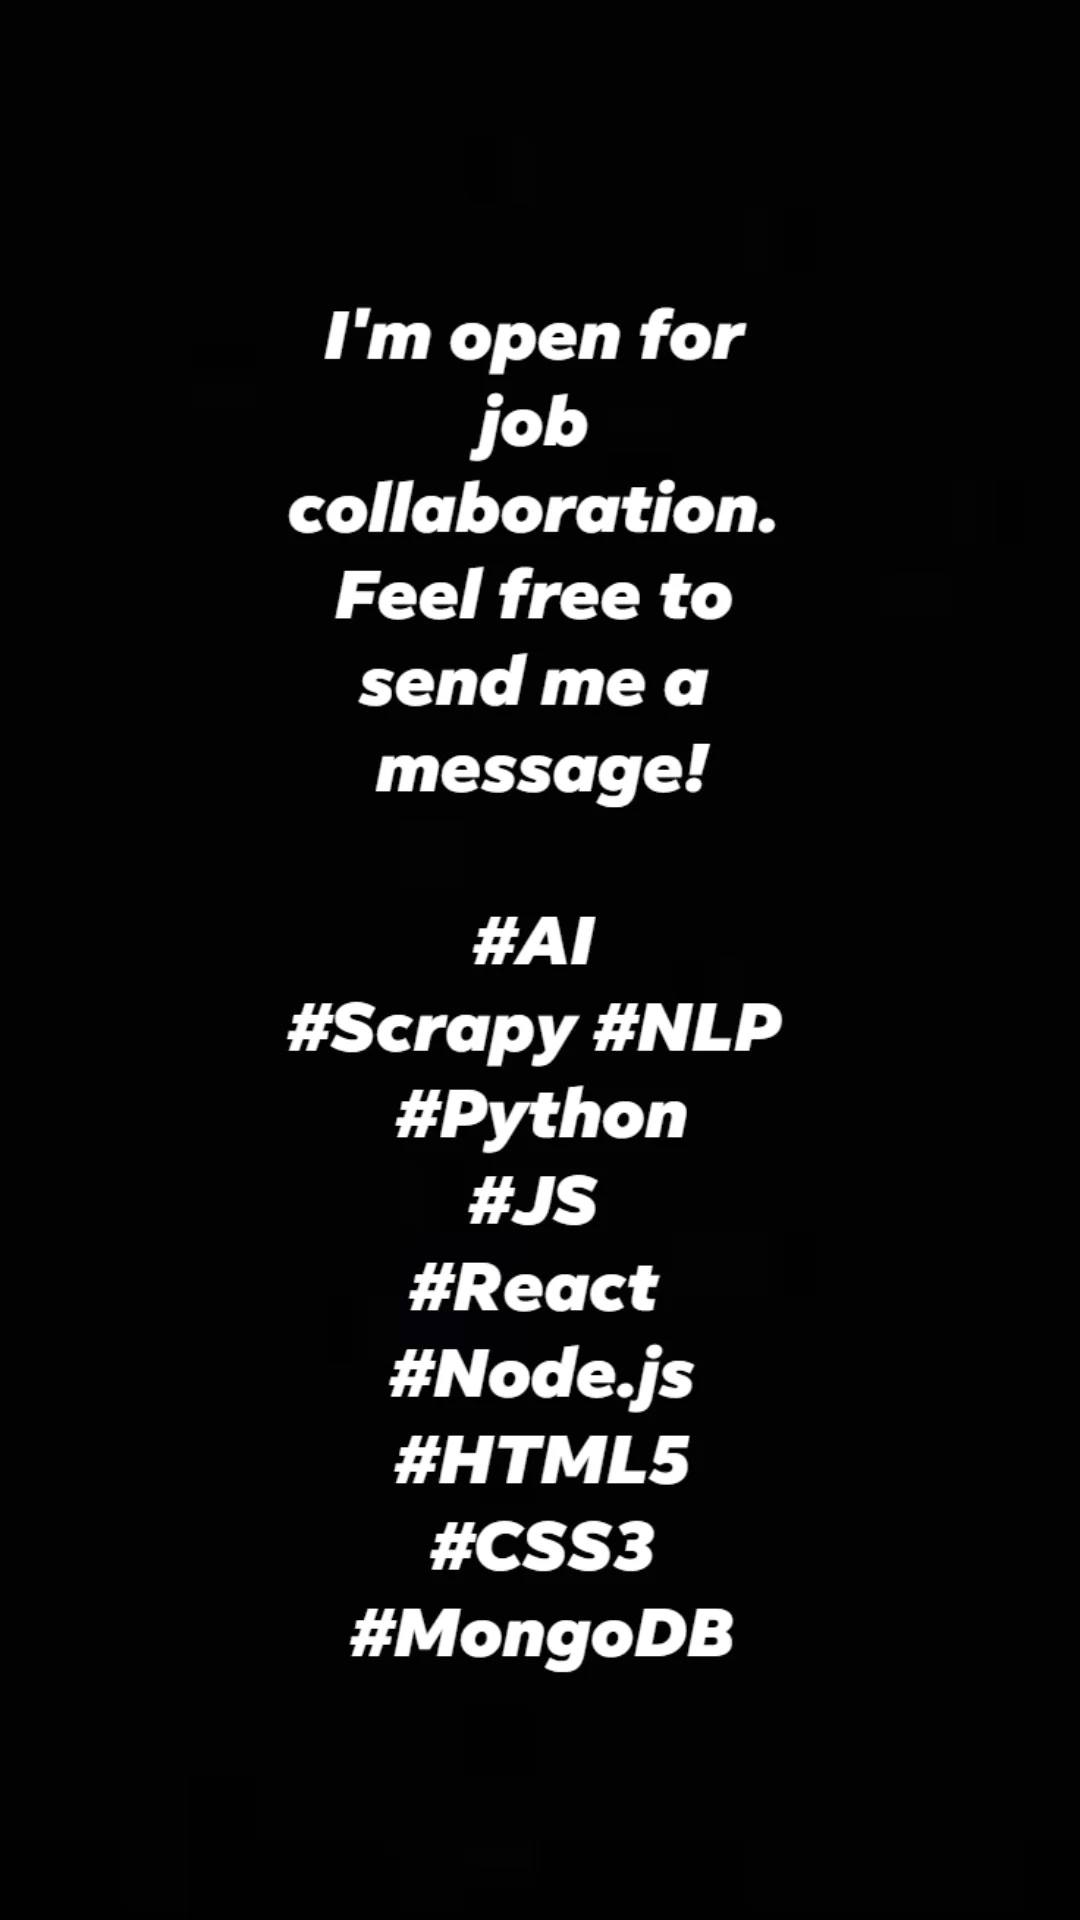 I'm open for
job
collaboration.
Feel free to
send me a
message!
#AI
#Scrapy #NLP
#Python
#JS
#React
#Node.js
#HTML5
#CSS3
#MongoDB